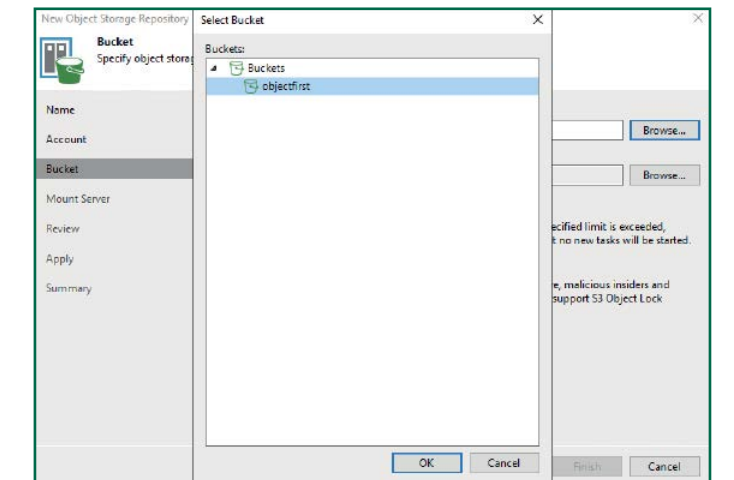 New Object Storage Repository
Bucket
Specify object storag
Name
Account
Bucket
Mount Server
Review
Apply
Summary
Select Bucket
Buckets:
Buckets
objectfirst
OK
Cancel
Browse...
Browse...
ecified limit is exceeded,
t no new tasks will be started.
e, malicious insiders and
support S3 Object Lock
Finish
Cancel